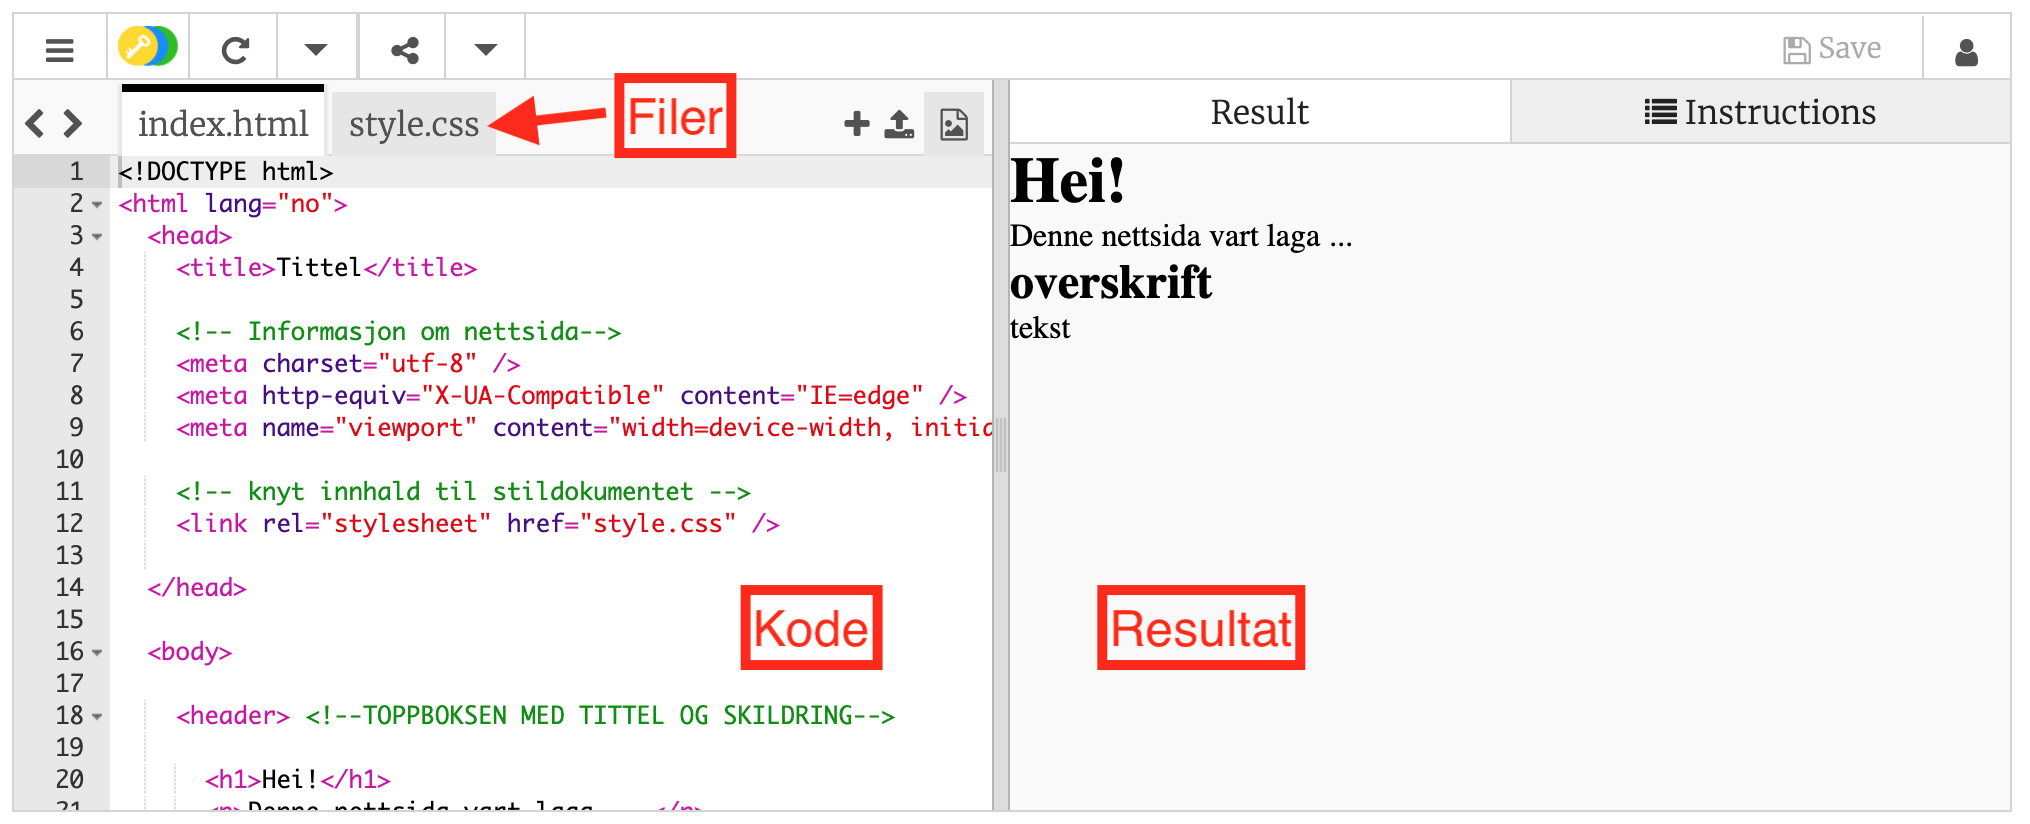 Save
index.html style.css Filer
Result Instructions
1 <!DOCTYPE html>
2 <html lang="no">
3 <head>
4 <title>Tittel</title>
5
6 <!-- Informasjon om nettsida-->
7 <meta charset="utf-8" />
8 <meta http-equiv="X-UA-Compatible" content="IE=edge" />
9 <meta name="viewport" content="width=device-width,
10
11 <!-- knyt innhald til stildokumentet -->
12 <link rel="stylesheet" href="style.css" />
13
14 </head>
15
16 <body>
17
18 <header> <!--TOPPBOKSEN MED TITTEL OG SKILDRING-->
19
20 <h1>Hei!</h1>
21 <p>Denne nettsida vart laga ... </p>
Kode
Hei!
Denne nettsida vart laga ...
overskrift
tekst
Resultat